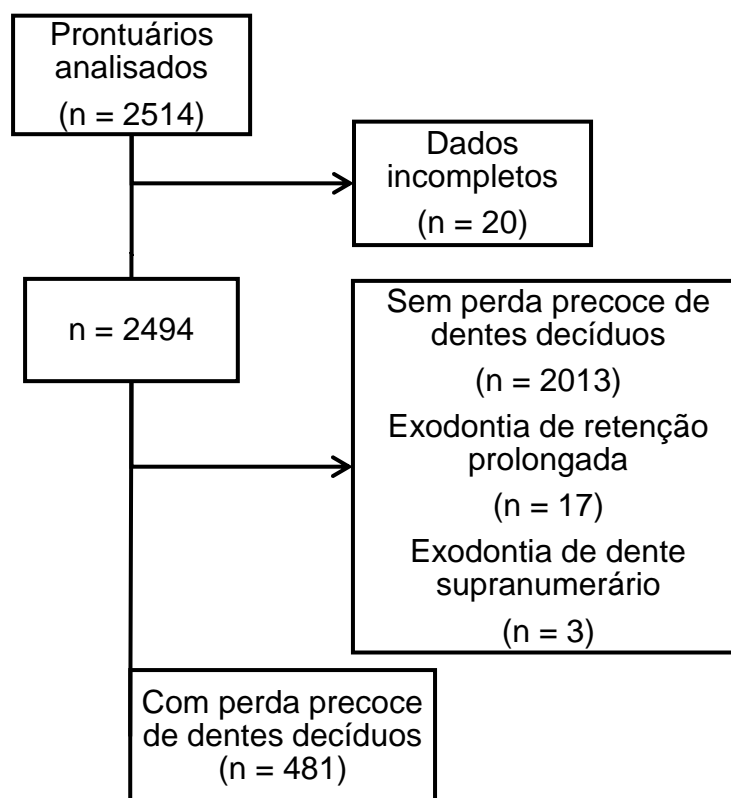 Prontuários
analisados
(n = 2514)
Dados
incompletos
(n = 20)
n = 2494
Sem perda precoce de
dentes decíduos
(n = 2013)
Exodontia de retenção
prolongada
(n = 17)
Exodontia de dente
supranumerário
(n = 3)
Com perda precoce
de dentes decíduos
(n = 481)